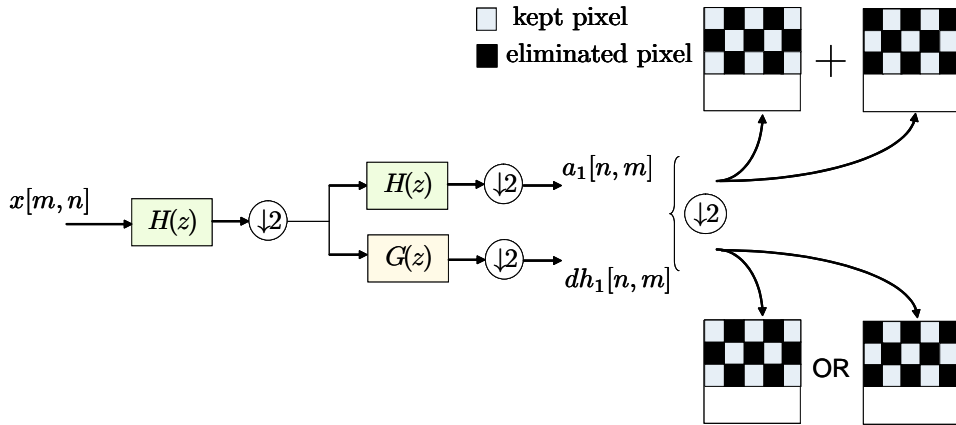 kept pixel
eliminated pixel
+
x[m, n]
H(z)
↓2
H(z)
↓2
a₁[n, m]
G(z)
↓2
dh₁[n, m]
↓2
OR